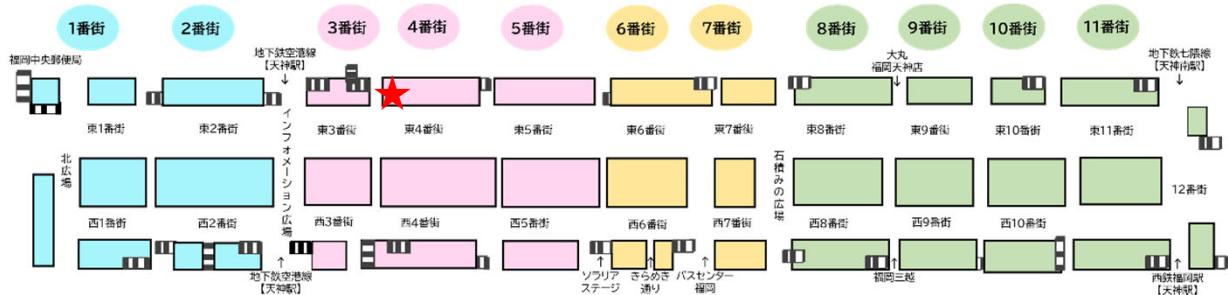 1番街
2番街
3番街
4番街
5番街
6番街
7番街
8番街
9番街
10番街
11番街
福岡中央郵便局
地下鉄空港線
【天神駅】
大丸
福岡天神店
地下鉄七隈線
【天神南駅】
↓
↓
↓
東1番街
東2番街
東3番街
東4番街
東5番街
東6番街
東7番街
東8番街
東9番街
東10番街
東11番街
北広場
インフォメーション広場
石積みの広場
12番街
西1番街
西2番街
西3番街
西4番街
西5番街
西6番街
西7番街
西8番街
西9番街
西10番街
↑
地下鉄空港線
【天神駅】
↑
ソラリア
ステージ
↑
きらめき
通り
↑
バスセンター
福岡
↑
福岡三越
↑
西鉄福岡駅
【天神駅】